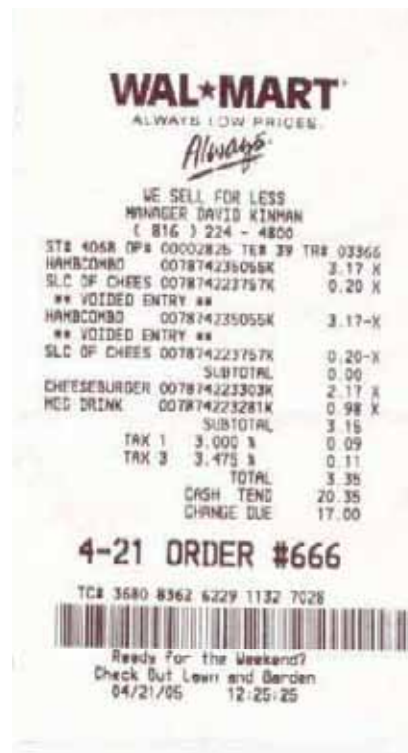 WAL★MART
ALWAYS LOW PRICES.
Always.
WE SELL FOR LESS
MANAGER DAVID KINMAN
( 816 ) 224 - 4800
ST# 4068 OP# 00002826 TE# 39 TR# 03366
HAMBCOMBO 007874235055K 3.17 X
SLC OF CHEES 007874223757K 0.20 X
** VOIDED ENTRY **
HAMBCOMBO 007874235055K 3.17-X
** VOIDED ENTRY **
SLC OF CHEES 007874223757K 0.20-X
SUBTOTAL 0.00
CHEESEBURGER 007874223303K 2.17 X
MED DRINK 007874223281K 0.98 X
SUBTOTAL 3.15
TAX 1 3.000 % 0.09
TAX 3 3.475 % 0.11
TOTAL 3.35
CASH TEND 20.35
CHANGE DUE 17.00
4-21 ORDER #666
TC# 3680 8362 6229 1132 7028
Ready for the Weekend?
Check Out Lawn and Garden
04/21/05 12:25:25